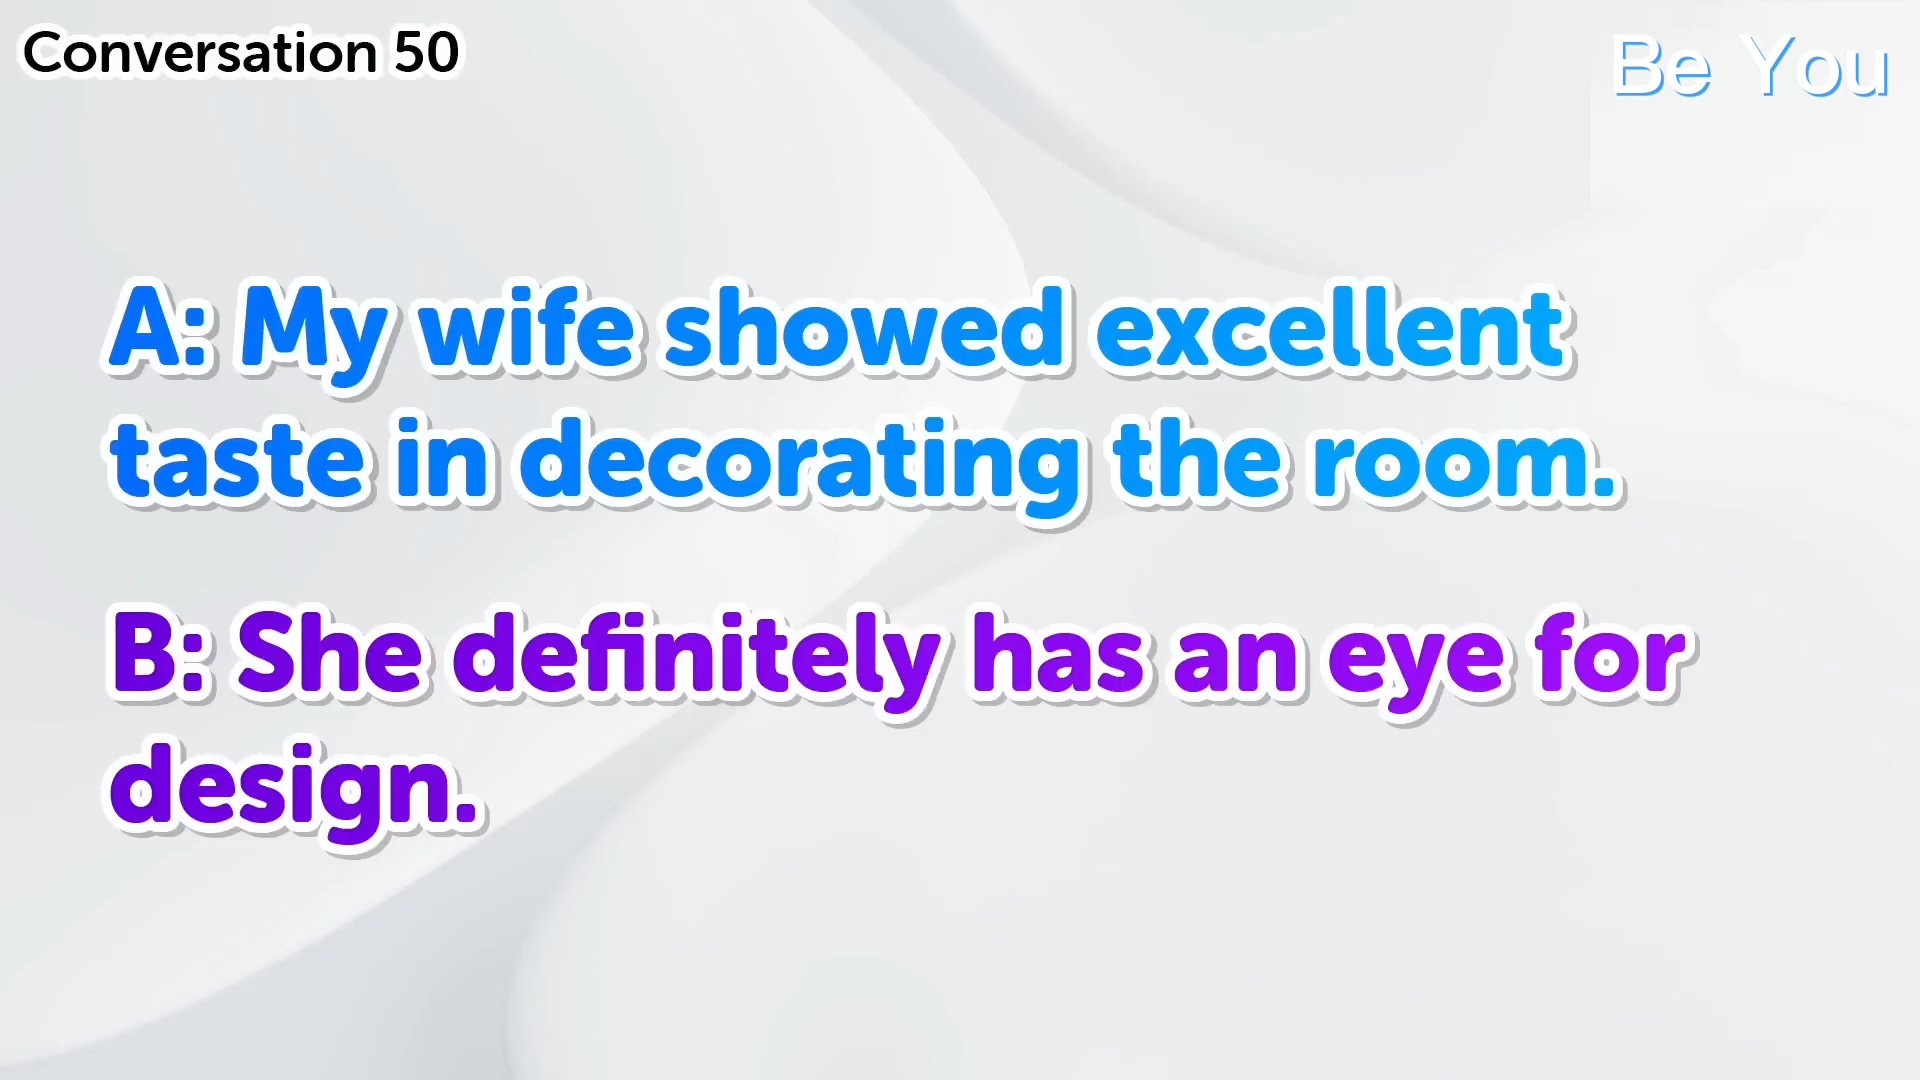 Conversation 50
Be You
A: My wife showed excellent
taste in decorating the room.
B: She definitely has an eye for
design.